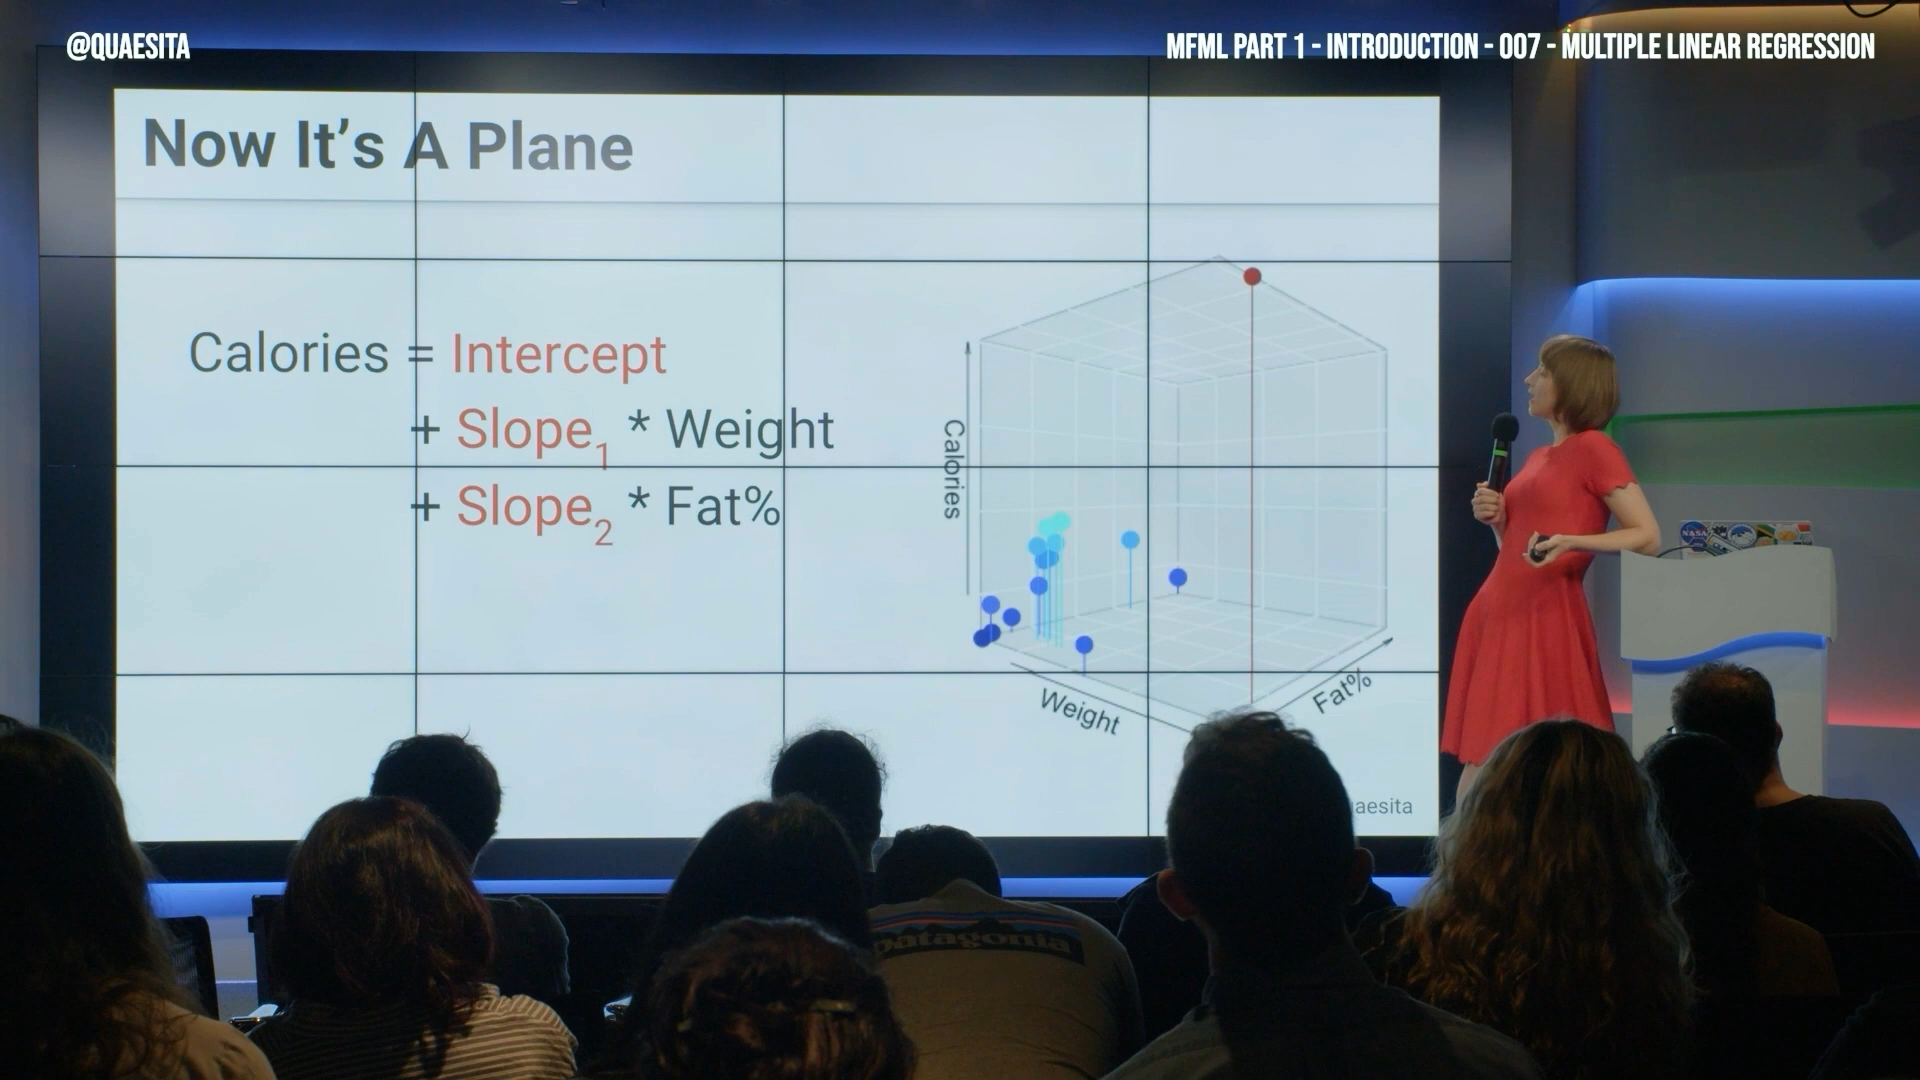 @QUAESITA
MFML PART 1 - INTRODUCTION - 007 - MULTIPLE LINEAR REGRESSION
Now It's A Plane
Calories = Intercept
+ Slope1 * Weight
+ Slope2 * Fat%
Calories
Weight
Fat%
aesita
NASA
patagonia